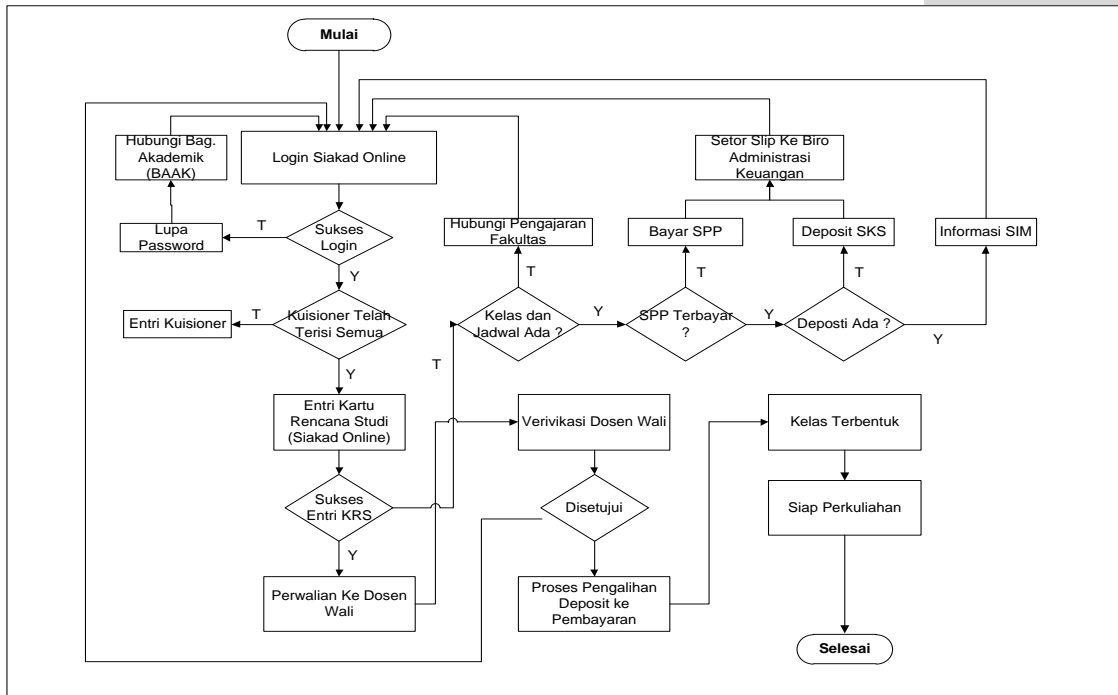 Mulai
Hubungi Bag.
Akademik
(BAAK)
Login Siakad Online
Setor Slip Ke Biro
Administrasi
Keuangan
Lupa
Password
T
Sukses
Login
Y
Hubungi Pengajaran
Fakultas
T
Bayar SPP
T
Deposit SKS
T
Informasi SIM
Entri Kuisioner
T
Kuisioner Telah
Terisi Semua
Y
Kelas dan
Jadwal Ada ?
Y
SPP Terbayar
?
Y
Deposti Ada ?
Y
T
Entri Kartu
Rencana Studi
(Siakad Online)
Verivikasi Dosen Wali
Kelas Terbentuk
Sukses
Entri KRS
Y
Disetujui
Siap Perkuliahan
Perwalian Ke Dosen
Wali
Proses Pengalihan
Deposit ke
Pembayaran
Selesai